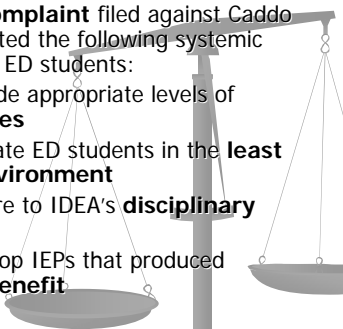 omplaint filed against Caddo
ted the following systemic
ED students:
de appropriate levels of
es
ate ED students in the least
vironment
re to IDEA's disciplinary
op IEPs that produced
enefit